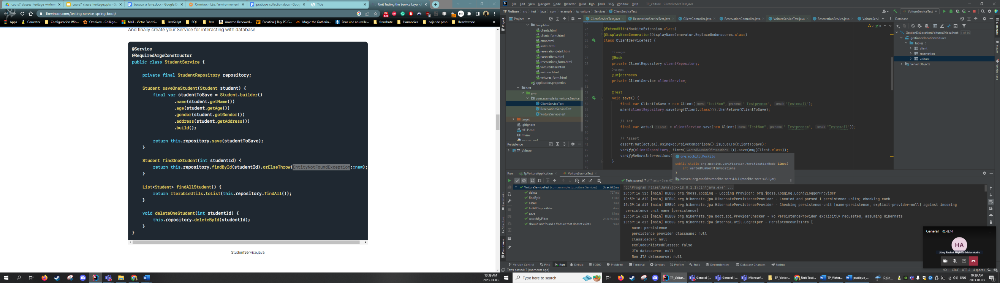 cours7_classes_heritage_winform
cours7_classe_heritage.pptx - Go
travaux_a_faire.docx - Google D
Omnivox - Léa, l'environnement
pratique_collection.docx - Goog
Title
Unit Testing the Service Layer of
1kevinson.com/testing-service-spring-boot/
Apps
Corrector
Configuracion Win...
Omnivox - Collège...
Mail - Victor Fabrizi...
JavaScript
SQL
Java
Amazon Renewed...
Fanatical | Buy PC G...
Magic the Gatherin...
Pour une nouvelle...
frenchute
Harmonica
bajar de peso
Hearthstone
And finally create your Service for interacting with database
@Service
@RequiredArgsConstructor
public class StudentService {
private final StudentRepository repository;
Student saveOneStudent(Student student) {
final var studentToSave = Student.builder()
.name(student.getName())
.age(student.getAge())
.gender(student.getGender())
.address(student.getAddress())
.build();
return this.repository.save(studentToSave);
}
Student findOneStudent(int studentId) {
return this.repository.findById(studentId).orElseThrow(EntityNotFoundException::new);
}
List<Student> findAllStudent() {
return IterableUtils.toList(this.repository.findAll());
}
void deleteOneStudent(int studentId) {
this.repository.deleteById(studentId);
}
}
StudentService.java
10:39 AM
2023-01-03
File Edit View Navigate Code Refactor Build Run Tools VCS Window Help TP_Voiture - ClientServiceTest.java
TP_Voiture src test java com example tp_voiture Services ClientServiceTest
VoitureServiceTest
Project
ClientServiceTest.java
ReservationServiceTest.java
ClientController.java
ReservationController.java
VoitureServiceTest.java
ReservationService.java
VoitureServi
Database
templates
clients.html
clients_form.html
error.html
index.html
reservationdetail.html
reservations.html
reservations_form.html
voituredetail.html
voitures.html
voitures_form.html
application.properties
test
java
com.example.tp_voiture.Service
ClientServiceTest
ReservationServiceTest
VoitureServiceTest
target
.gitignore
HELP.md
mvnw
mvnw.cmd
Persistence
TP_Voiture
22
23 @ExtendWith(MockitoExtension.class)
24 @DisplayNameGeneration(DisplayNameGenerator.ReplaceUnderscores.class)
25 class ClientServiceTest {
26
15 usages
27 @Mock
28 private ClientRepository clientRepository;
5 usages
29 @InjectMocks
30 private ClientService clientService;
31
32 @Test
33 void save() {
34 final var ClientToSave = new Client( nom: "TestNom", prenom: " Testprenom", email: "Testemail");
35 when(clientRepository.save(any(Client.class))).thenReturn(ClientToSave);
36
37 // Act
38 final var actual : Client = clientService.save(new Client( nom: "TestNom", prenom: " Testprenom", email: "Testemail"));
39
40 // Assert
41 assertThat(actual).usingRecursiveComparison().isEqualTo(ClientToSave);
42 verify(clientRepository, times( wantedNumberOfInvocations: 1)).save(any(Client.class));
43 verifyNoMoreInteractions(
44 }
45
2 6
org.mockito.Mockito
public static org.mockito.verification.VerificationMode times(
int wantedNumberOfInvocations
)
Maven: org.mockito:mockito-core:4.8.1 (mockito-core-4.8.1.jar)
GestionDeLocationVoitures@localhost 1 of 16
gestiondelocationvoitures
tables 3
client
reservation
voiture
Server Objects
Database
Maven
Notifications
Project
Bookmarks
Structure
Persistence
Run: TpVoitureApplication VoitureServiceTest
Tests passed: 7 of 7 tests – 3 sec 67
VoitureServiceTest (com.example.tp_voiture.Services) 3 sec 672 ms
delete 727 ms
findById 11 ms
listAll 3 ms
listAllDisponibles 4 ms
save 15 ms
searchByFilter 2 sec 903 ms
should not found a Voiture that doesnt exists 9 ms
"C:\Program Files\Java\jdk-18.0.1.1\bin\java.exe" ...
10:39:16.523 [main] DEBUG org.jboss.logging - Logging Provider: org.jboss.logging.Log4j2LoggerProvider
10:39:16.610 [main] DEBUG org.hibernate.jpa.HibernatePersistenceProvider - Located and parsed 1 persistence units; checking each
10:39:16.610 [main] DEBUG org.hibernate.jpa.HibernatePersistenceProvider - Checking persistence-unit [name=persistence, explicit-provider=null] against incoming
persistence unit name [persistence]
10:39:16.611 [main] DEBUG org.hibernate.jpa.boot.spi.ProviderChecker - No PersistenceProvider explicitly requested, assuming Hibernate
10:39:16.615 [main] DEBUG org.hibernate.jpa.internal.util.LogHelper - PersistenceUnitInfo [
name: persistence
persistence provider classname: null
classloader: null
excludeUnlistedClasses: false
JTA datasource: null
Non JTA datasource: null
General 02:42:14
HA
Using Realtek High Definition Audio
Version Control Find Run Debug TODO Problems Terminal Services Profiler Build Dependencies Database Changes Spring
Tests passed: 7 (moments ago)
99:1 CRLF UTF-8 4 spaces
Type here to search
TP_Voitur...
General (...
General | ...
Microsof...
TP_Victor...
Unit Testi...
TP_Victor...
pratique_...
Rain...
ENG
10:39 AM
2023-01-03